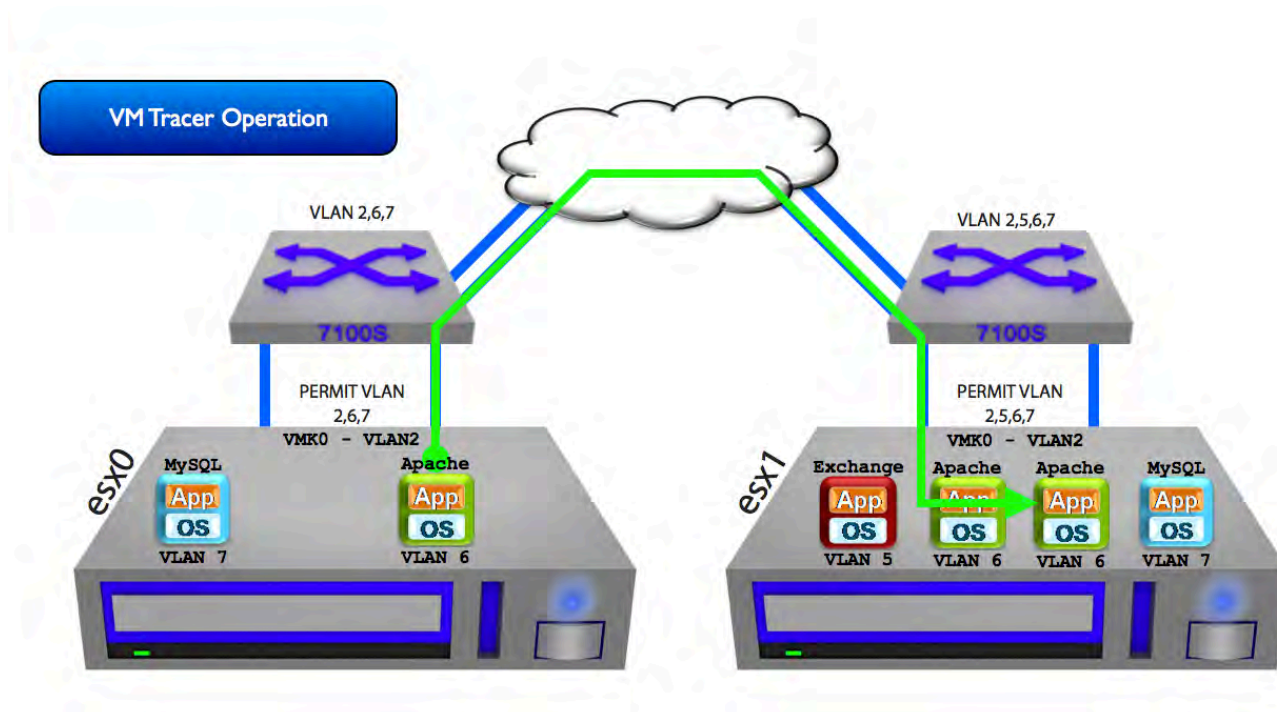 VM Tracer Operation
VLAN 2,6,7
VLAN 2,5,6,7
7100S
7100S
PERMIT VLAN
2,6,7
PERMIT VLAN
2,5,6,7
esx0
VMK0 - VLAN2
MySQL
App
OS
VLAN 7
Apache
App
OS
VLAN 6
esx1
VMK0 - VLAN2
Exchange
App
OS
VLAN 5
Apache
App
OS
VLAN 6
Apache
App
OS
VLAN 6
MySQL
App
OS
VLAN 7